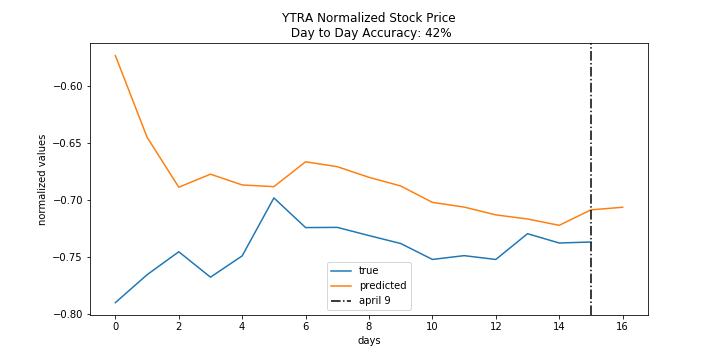 YTRA Normalized Stock Price
Day to Day Accuracy: 42%
normalized values
−0.60
−0.65
−0.70
−0.75
−0.80
true
predicted
april 9
0 2 4 6 8 10 12 14 16
days